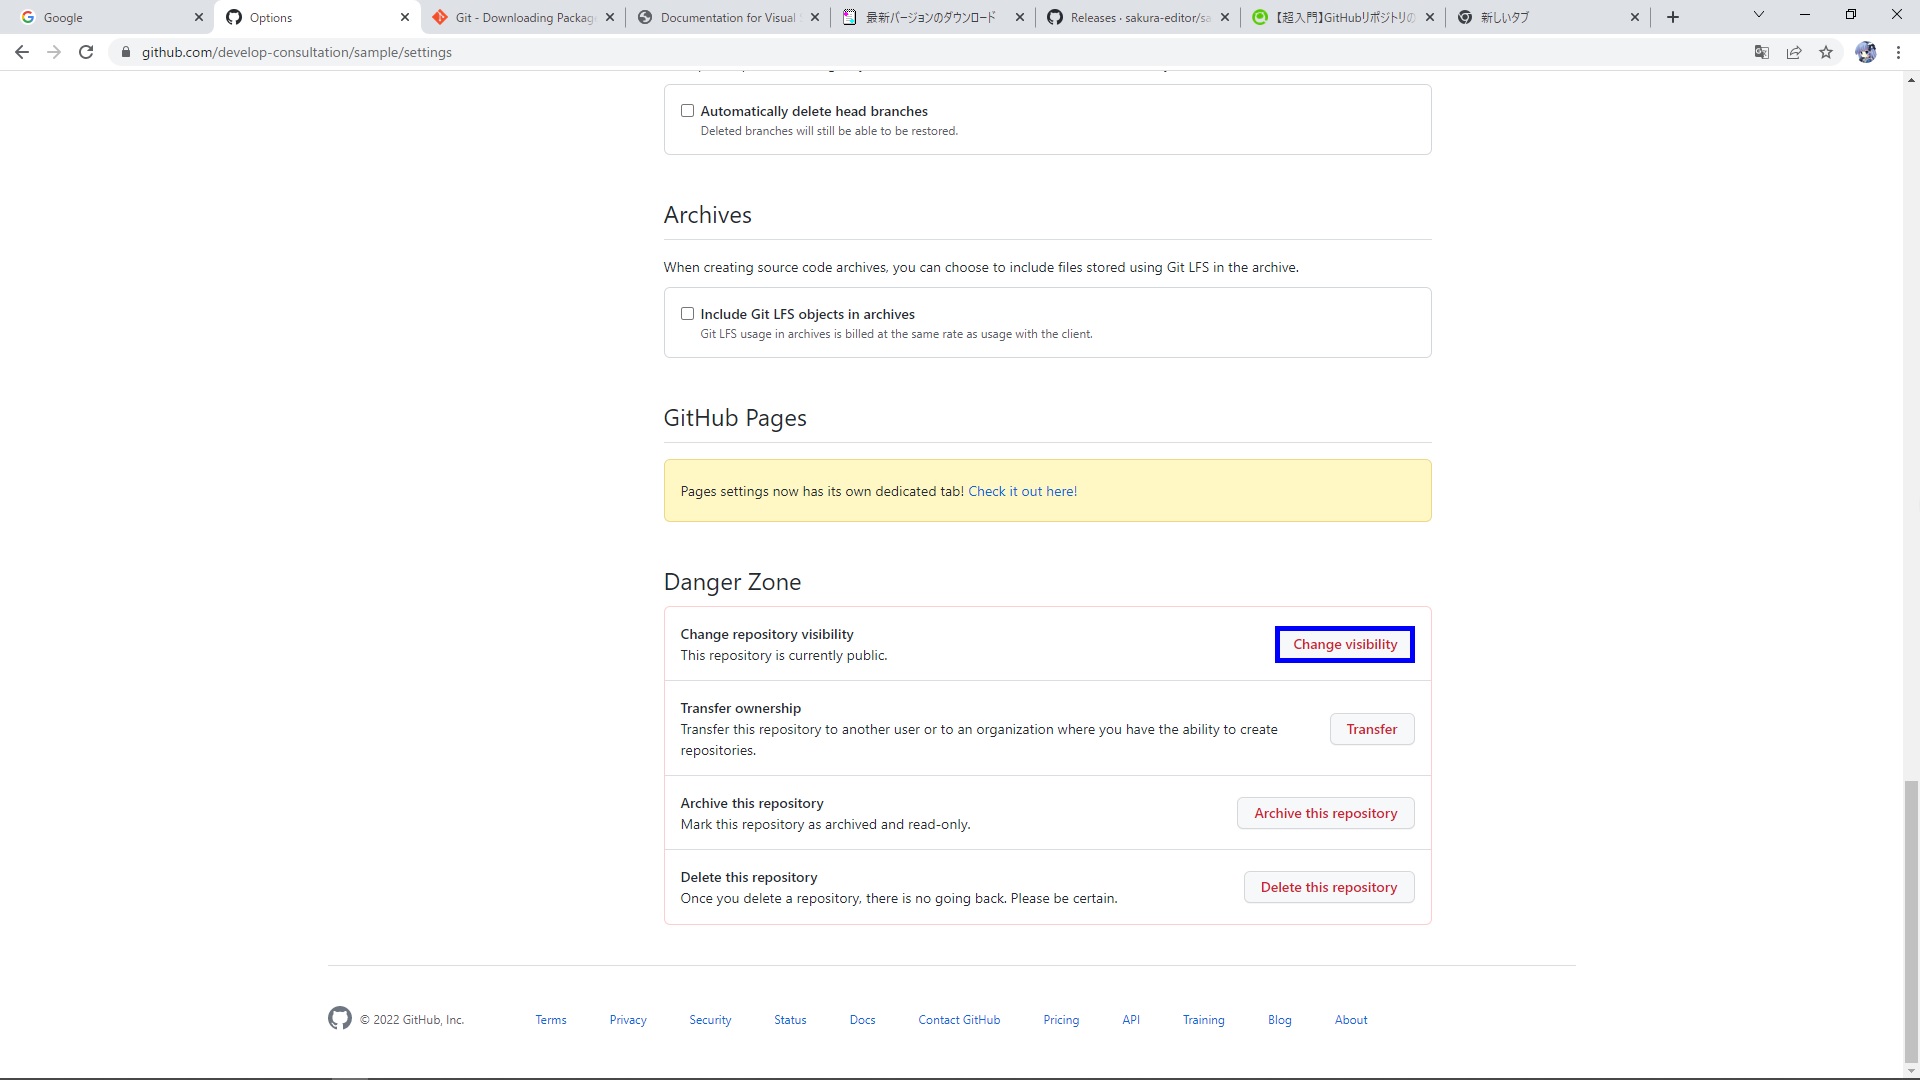 Google
Options
Git - Downloading Package
Documentation for Visual S
最新バージョンのダウンロード
Releases · sakura-editor/sa
【超入門】GitHubリポジトリの
新しいタブ
github.com/develop-consultation/sample/settings
Automatically delete head branches
Deleted branches will still be able to be restored.
Archives
When creating source code archives, you can choose to include files stored using Git LFS in the archive.
Include Git LFS objects in archives
Git LFS usage in archives is billed at the same rate as usage with the client.
GitHub Pages
Pages settings now has its own dedicated tab! Check it out here!
Danger Zone
Change repository visibility
This repository is currently public.
Change visibility
Transfer ownership
Transfer this repository to another user or to an organization where you have the ability to create
repositories.
Transfer
Archive this repository
Mark this repository as archived and read-only.
Archive this repository
Delete this repository
Once you delete a repository, there is no going back. Please be certain.
Delete this repository
© 2022 GitHub, Inc.
Terms
Privacy
Security
Status
Docs
Contact GitHub
Pricing
API
Training
Blog
About